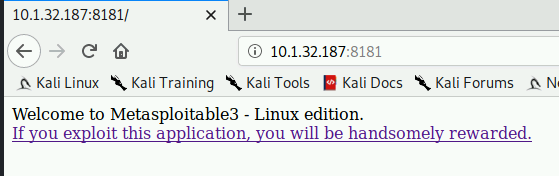 10.1.32.187:8181/
10.1.32.187:8181
Kali Linux Kali Training Kali Tools Kali Docs Kali Forums
Welcome to Metasploitable3 - Linux edition.
If you exploit this application, you will be handsomely rewarded.